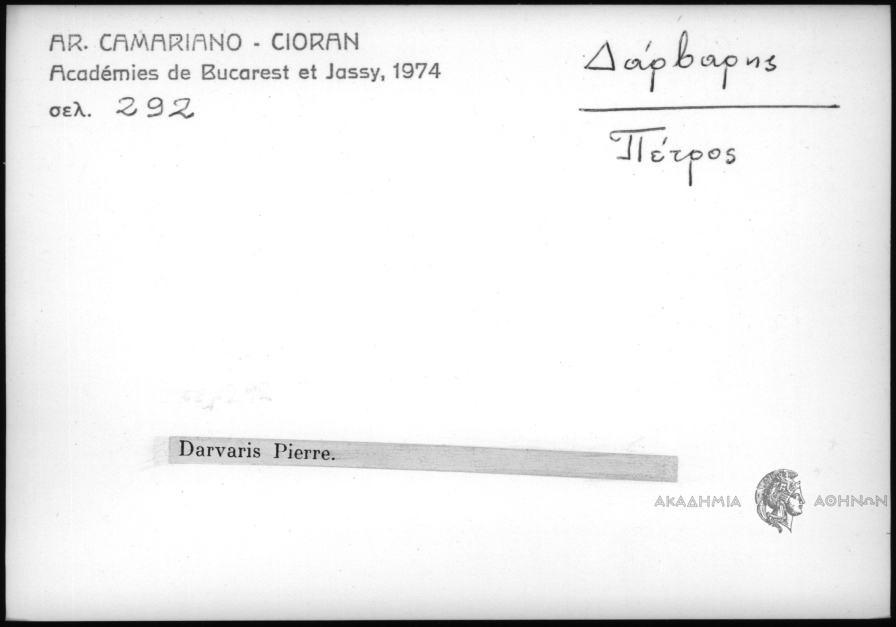 AR. CAMARIANO - CIORAN
Académies de Bucarest et Jassy, 1974
σελ. 292
Δάρβαρης
Πέτρος
Darvaris Pierre.
ΑΚΑΔΗΜΙΑ ΑΘΗΝΩΝ